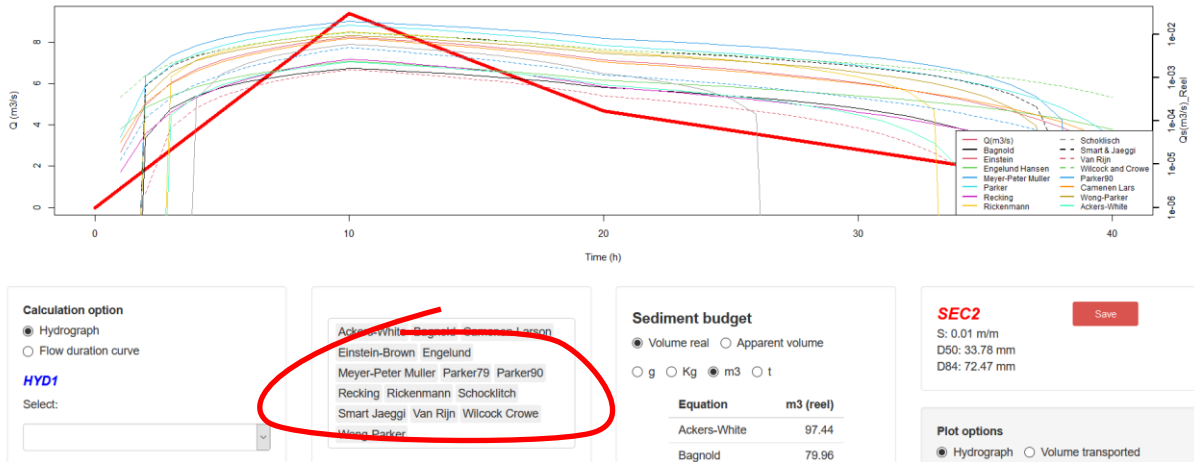 Q (m3/s)
8
6
4
2
0
0
10
20
30
40
Time (h)
1e-02
1e-03
1e-04
1e-05
1e-06
Qs(m3/s)_Reel
Q(m3/s)
Bagnold
Einstein
Engelund Hansen
Meyer-Peter Muller
Parker
Recking
Rickenmann
Schoklisch
Smart & Jaeggi
Van Rijn
Wilcock and Crowe
Parker90
Camenen Lars
Wong-Parker
Ackers-White
Calculation option
Hydrograph
Flow duration curve
HYD1
Select:
Ackers-White Bagnold Camenen-Larson
Einstein-Brown Engelund
Meyer-Peter Muller Parker79 Parker90
Recking Rickenmann Schocklitch
Smart Jaeggi Van Rijn Wilcock Crowe
Wong-Parker
Sediment budget
Volume real Apparent volume
g Kg m3 t
Equation m3 (reel)
Ackers-White 97.44
Bagnold 79.96
SEC2 Save
S: 0.01 m/m
D50: 33.78 mm
D84: 72.47 mm
Plot options
Hydrograph Volume transported